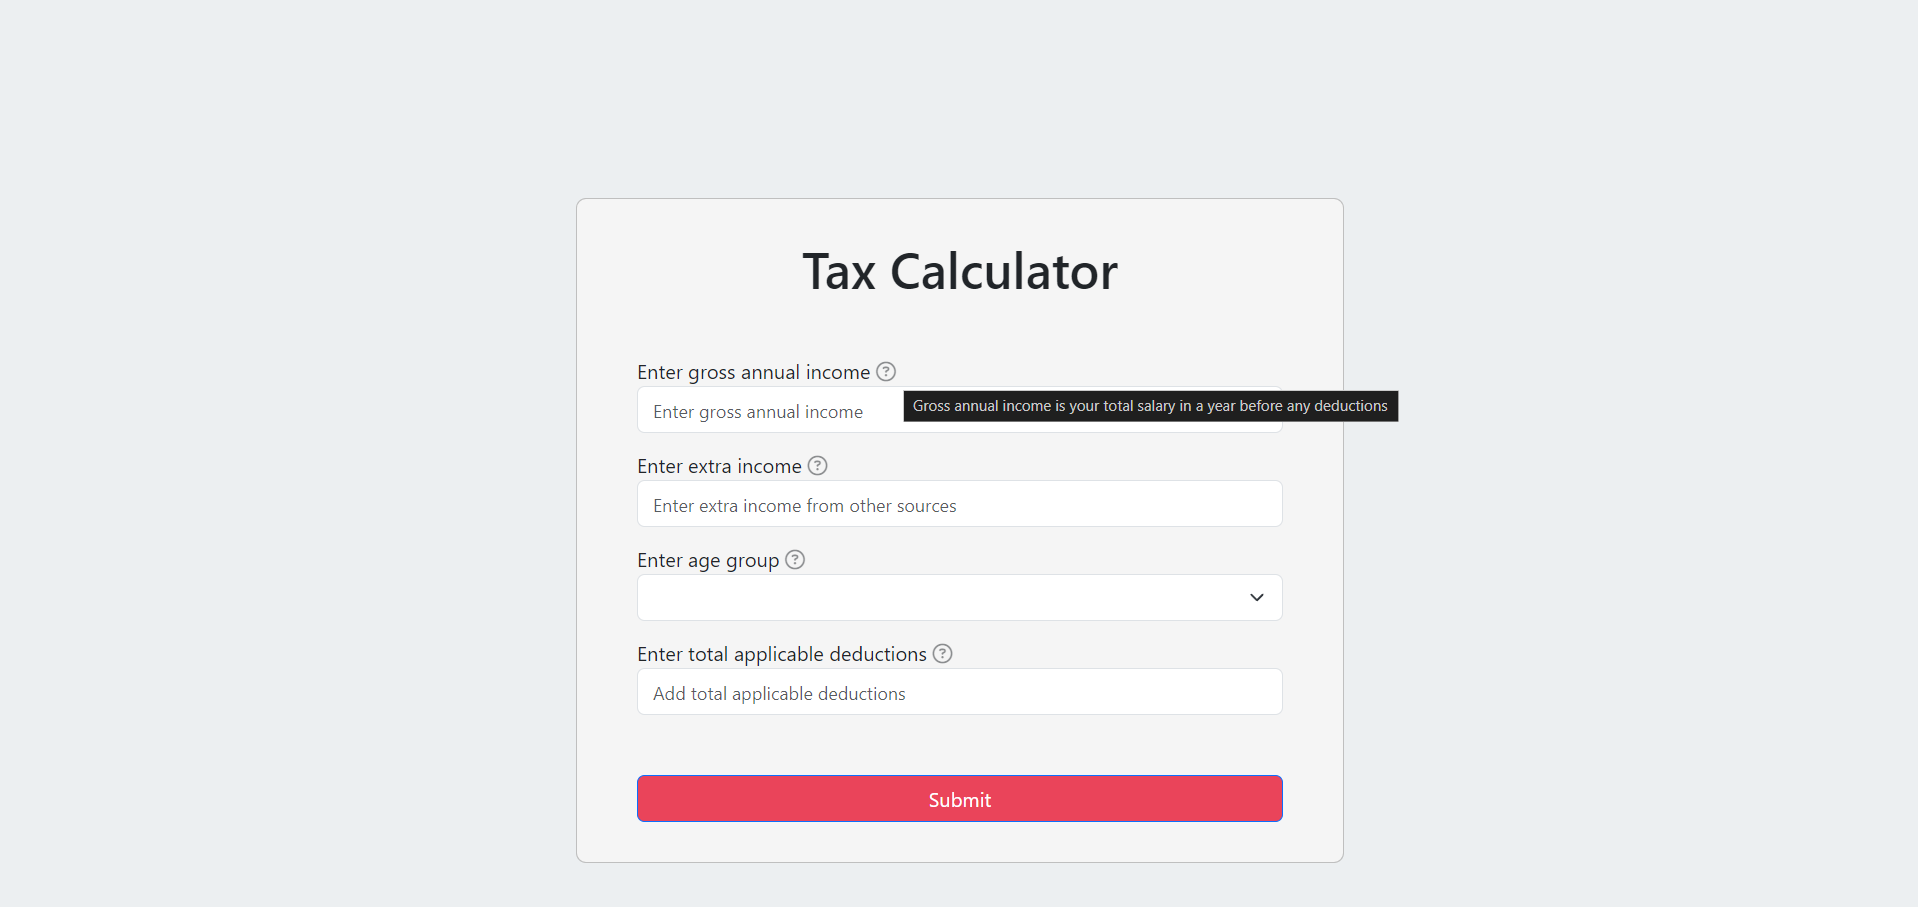 Tax Calculator
Enter gross annual income
Enter gross annual income
Gross annual income is your total salary in a year before any deductions
Enter extra income
Enter extra income from other sources
Enter age group
Enter total applicable deductions
Add total applicable deductions
Submit